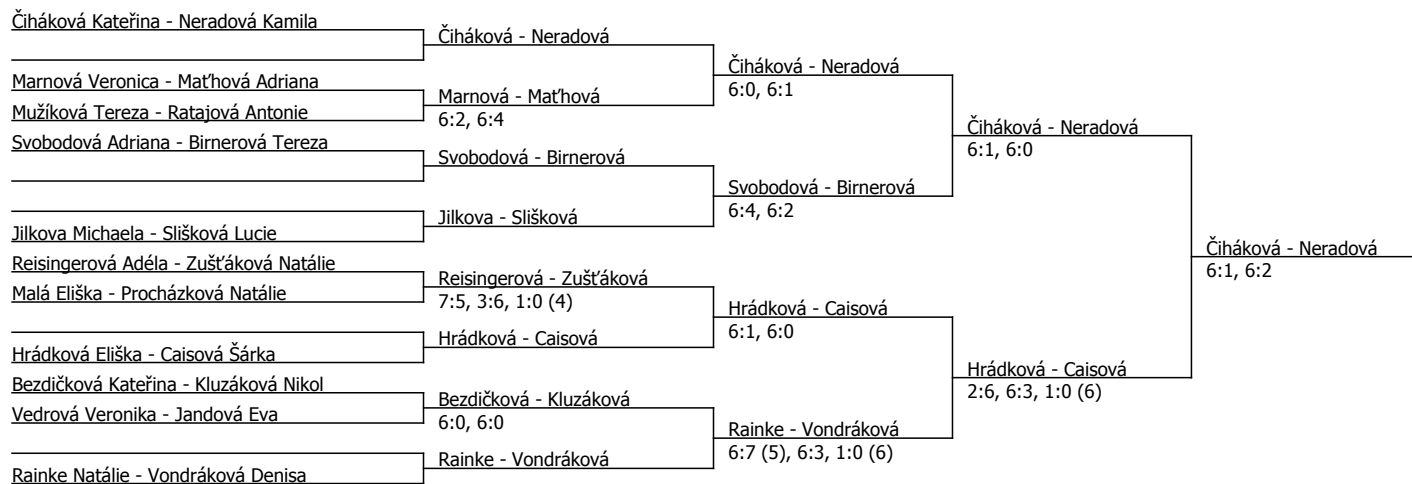 Čiháková Kateřina - Neradová Kamila
Čiháková - Neradová
Čiháková - Neradová
6:0, 6:1
Marnová Veronica - Maťhová Adriana
Marnová - Maťhová
6:2, 6:4
Mužíková Tereza - Ratajová Antonie
Čiháková - Neradová
6:1, 6:0
Svobodová Adriana - Birnerová Tereza
Svobodová - Birnerová
Svobodová - Birnerová
6:4, 6:2
Jilkova - Slišková
Jilkova Michaela - Slišková Lucie
Čiháková - Neradová
6:1, 6:2
Reisingerová Adéla - Zušťáková Natálie
Reisingerová - Zušťáková
7:5, 3:6, 1:0 (4)
Malá Eliška - Procházková Natálie
Hrádková - Caisová
6:1, 6:0
Hrádková - Caisová
Hrádková Eliška - Caisová Šárka
Hrádková - Caisová
2:6, 6:3, 1:0 (6)
Bezdičková Kateřina - Kluzáková Nikol
Bezdičková - Kluzáková
6:0, 6:0
Vedrová Veronika - Jandová Eva
Rainke - Vondráková
6:7 (5), 6:3, 1:0 (6)
Rainke - Vondráková
Rainke Natálie - Vondráková Denisa